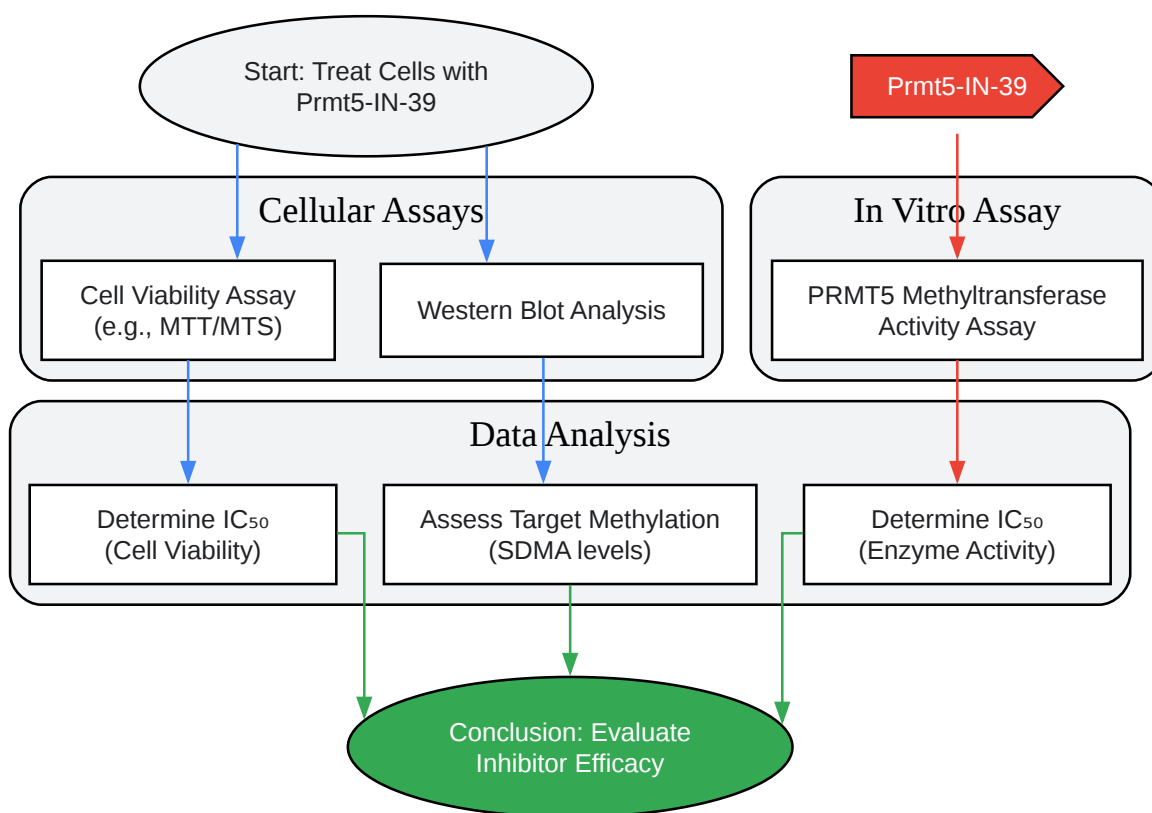 Start: Treat Cells with
Prmt5-IN-39
Prmt5-IN-39
Cellular Assays
In Vitro Assay
Cell Viability Assay
(e.g., MTT/MTS)
Western Blot Analysis
PRMT5 Methyltransferase
Activity Assay
Data Analysis
Determine IC₅₀
(Cell Viability)
Assess Target Methylation
(SDMA levels)
Determine IC₅₀
(Enzyme Activity)
Conclusion: Evaluate
Inhibitor Efficacy